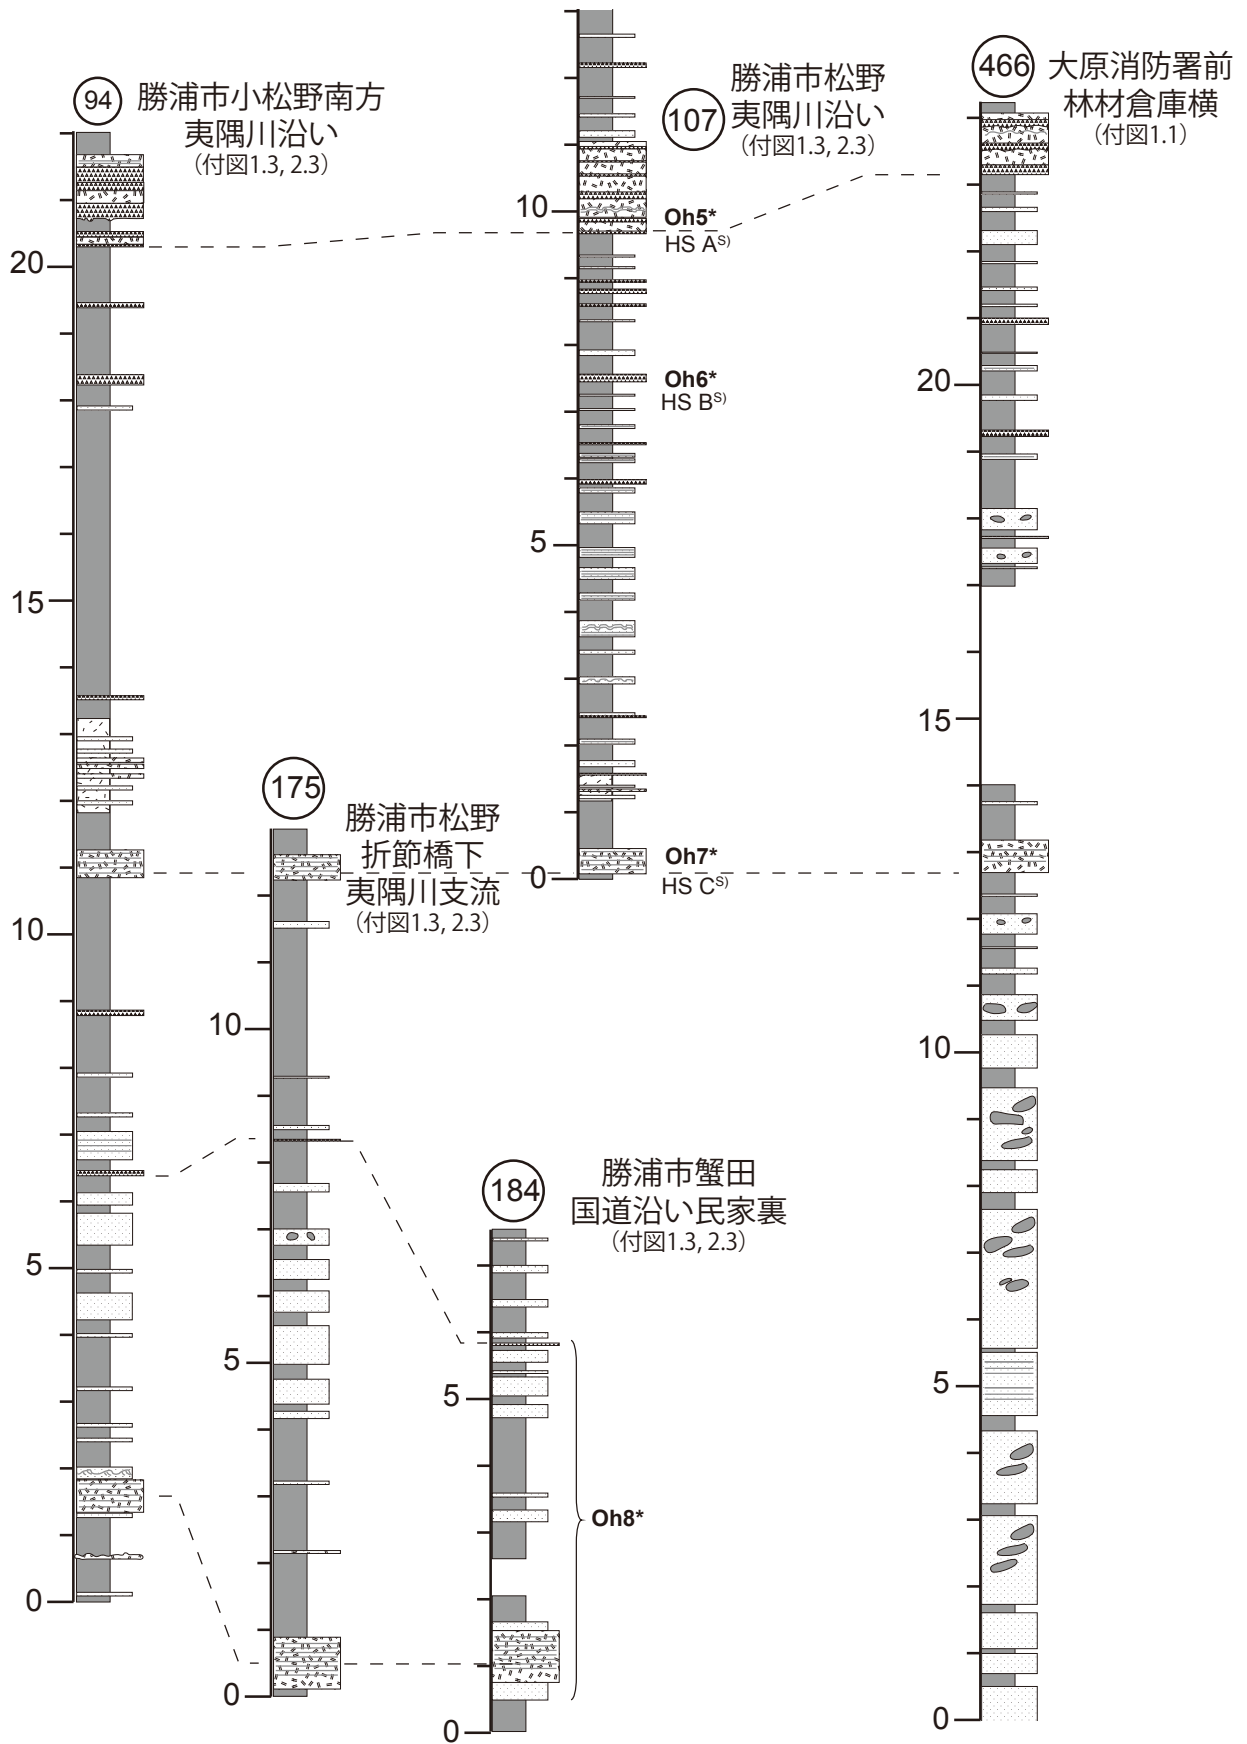 94
勝浦市小松野南方
夷隅川沿い
（付図1.3, 2.3）
20
15
10
5
0
175
勝浦市松野
折節橋下
夷隅川支流
（付図1.3, 2.3）
10
5
0
107
勝浦市松野
夷隅川沿い
（付図1.3, 2.3）
10
5
0
Oh5*
HS A S)
Oh6*
HS B S)
Oh7*
HS C S)
184
勝浦市蟹田
国道沿い民家裏
（付図1.3, 2.3）
5
0
Oh8*
466
大原消防署前
林材倉庫横
（付図1.1）
20
15
10
5
0